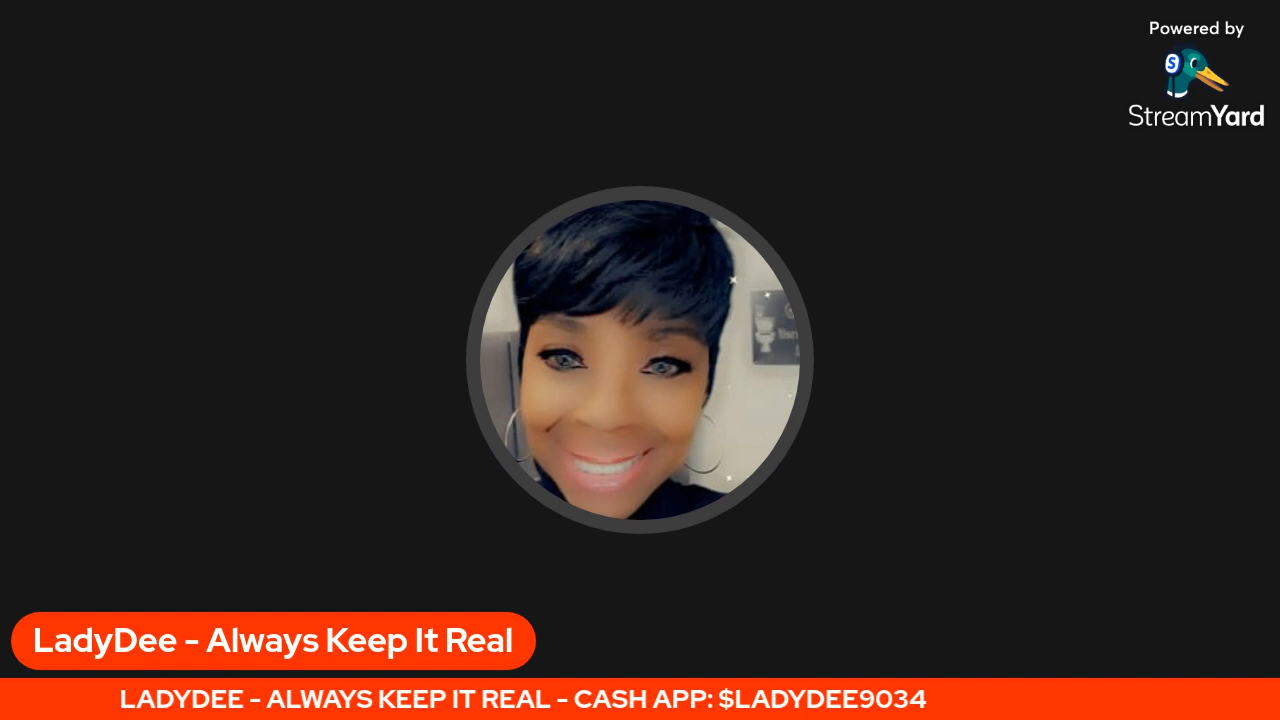 Powered by
S
StreamYard
LadyDee - Always Keep It Real
LADYDEE - ALWAYS KEEP IT REAL - CASH APP: $LADYDEE9034